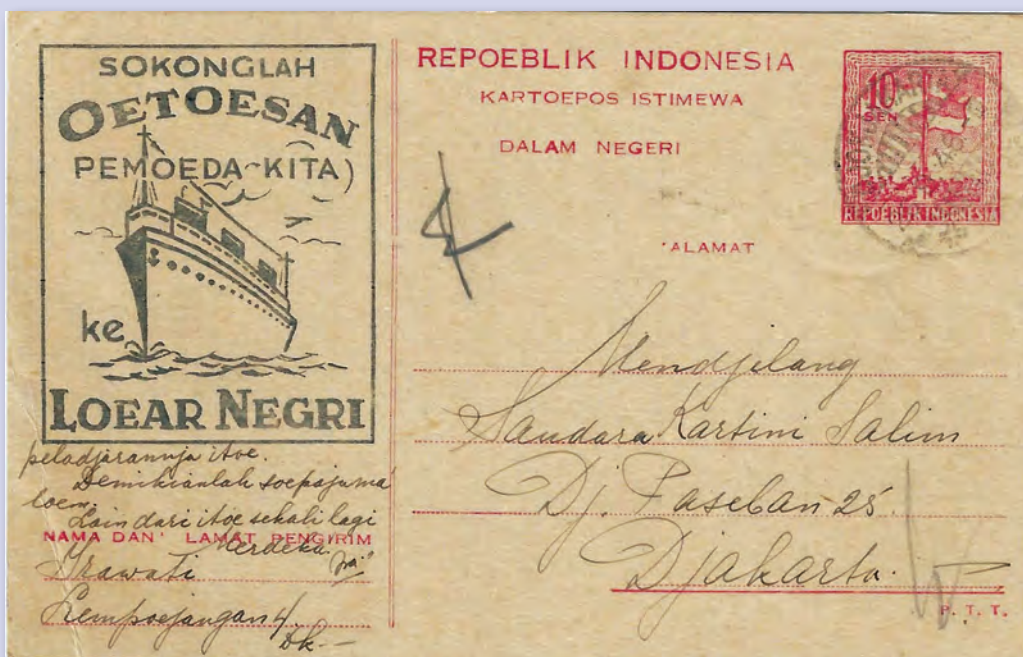 SOKONGLAH
OETOESAN
PEMOEDA~KITA)
ke
LOEAR NEGRI
peladjarannja itoe.
Demikianlah soepaja ma
loem.
Lain dari itoe sekali lagi
Merdeka.
NAMA DAN' LAMAT PENGIRIM
Irawati
Lempoejangan 4
REPOEBLIK INDONESIA
KARTOEPOS ISTIMEWA
DALAM NEGERI
10
SEN
REPOEBLIK INDONESIA
'ALAMAT
Mendjelang
Saudara Kartini Salim
Dj. Paseban 25.
Djakarta.
P. T. T.